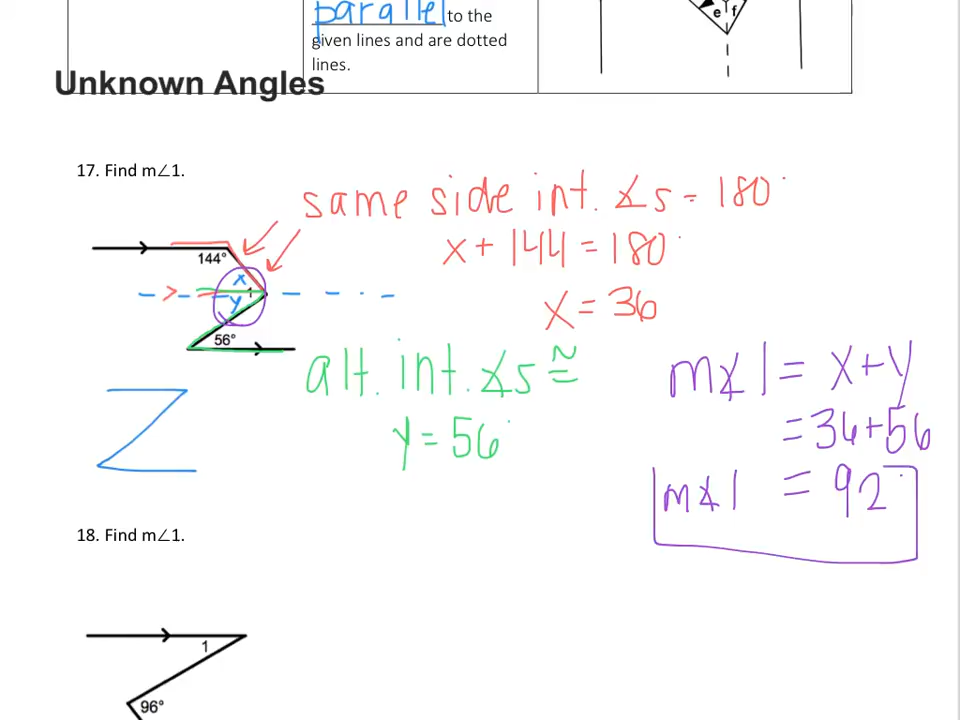 parallel to the
given lines and are dotted
lines.
e f
Unknown Angles
17. Find m∠1.
same side int. ∡s = 180°
x + 144 = 180°
x = 36
144°
x
1
y
56°
alt. int. ∡s ≅
y = 56°
m∡1 = x+y
= 36+56
m∡1 = 92°
18. Find m∠1.
1
96°